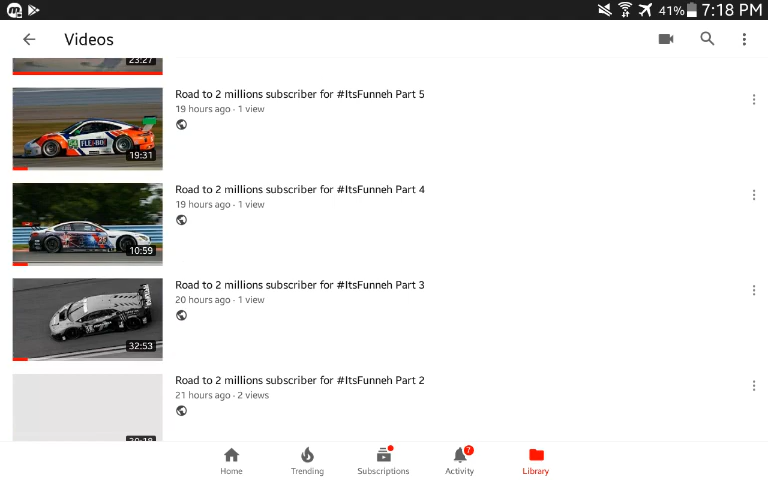 41% 7:18 PM
Videos
23:27
Road to 2 millions subscriber for #ItsFunneh Part 5
19 hours ago · 1 view
FLEX-BOX
19:31
Road to 2 millions subscriber for #ItsFunneh Part 4
19 hours ago · 1 view
10:59
Road to 2 millions subscriber for #ItsFunneh Part 3
20 hours ago · 1 view
32:53
Road to 2 millions subscriber for #ItsFunneh Part 2
21 hours ago · 2 views
7
Home Trending Subscriptions Activity Library